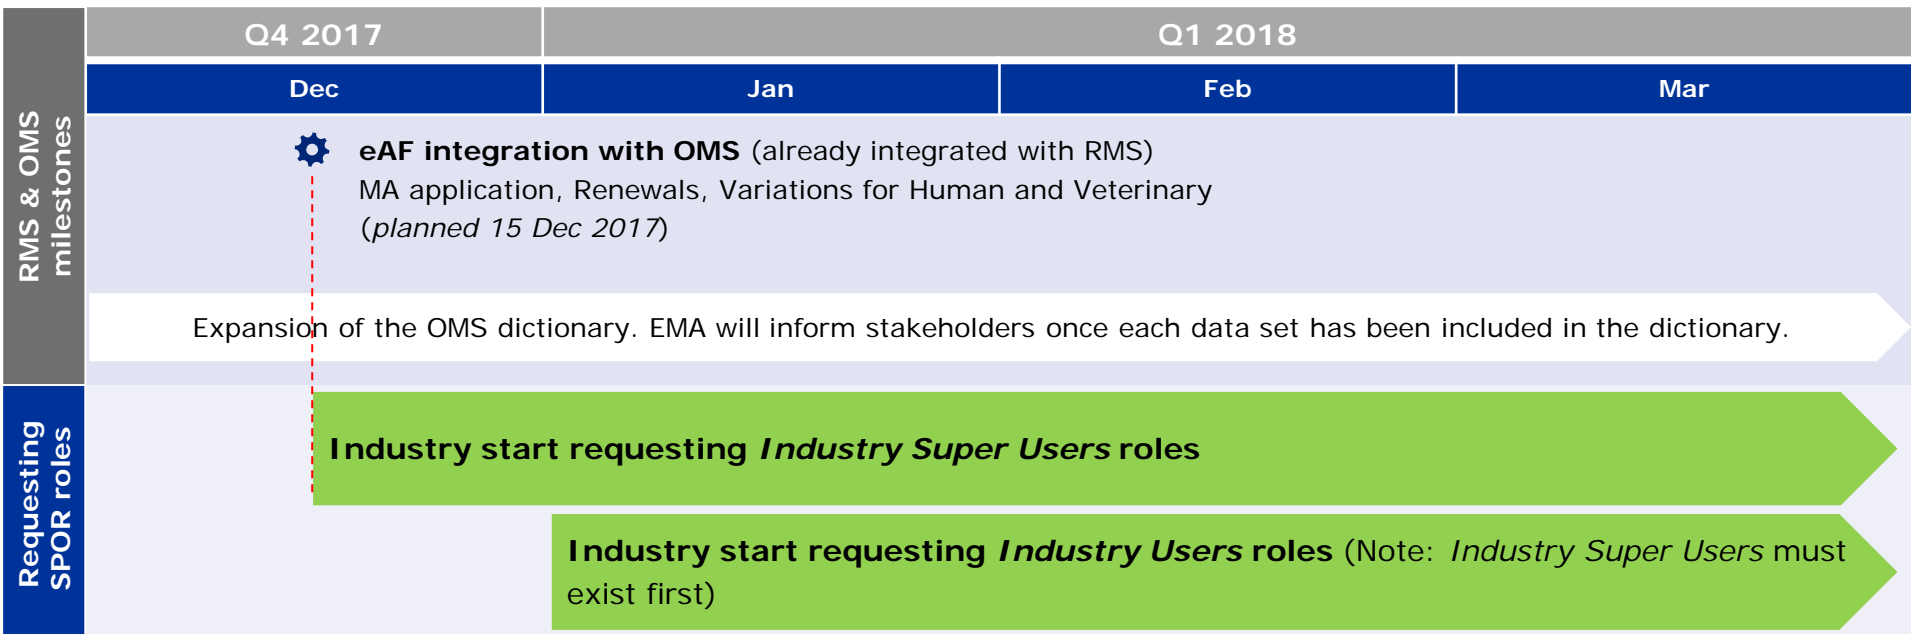 Q4 2017
Q1 2018
Dec
Jan
Feb
Mar
RMS & OMS
milestones
eAF integration with OMS (already integrated with RMS)
MA application, Renewals, Variations for Human and Veterinary
(planned 15 Dec 2017)
Expansion of the OMS dictionary. EMA will inform stakeholders once each data set has been included in the dictionary.
Requesting
SPOR roles
Industry start requesting Industry Super Users roles
Industry start requesting Industry Users roles (Note: Industry Super Users must
exist first)